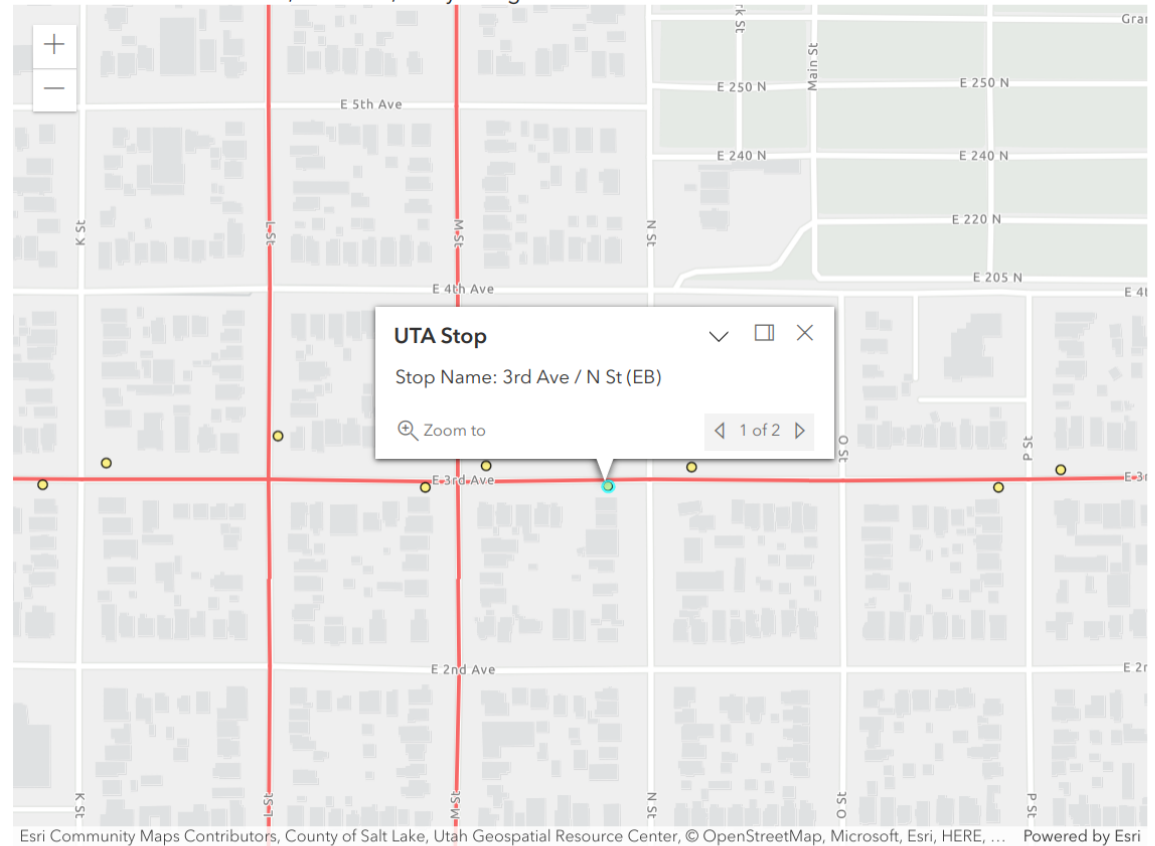 Grar
+
E 250 N
E 250 N
Main St
rk St
−
E 5th Ave
E 240 N
E 240 N
K St
L St
M St
N St
E 220 N
E 205 N
E 4th Ave
E 4t
UTA Stop
Stop Name: 3rd Ave / N St (EB)
Zoom to
1 of 2
O St
P St
E 3rd Ave
E 3r
E 2nd Ave
E 2n
K St
L St
M St
N St
O St
P St
Esri Community Maps Contributors, County of Salt Lake, Utah Geospatial Resource Center, © OpenStreetMap, Microsoft, Esri, HERE, ...
Powered by Esri